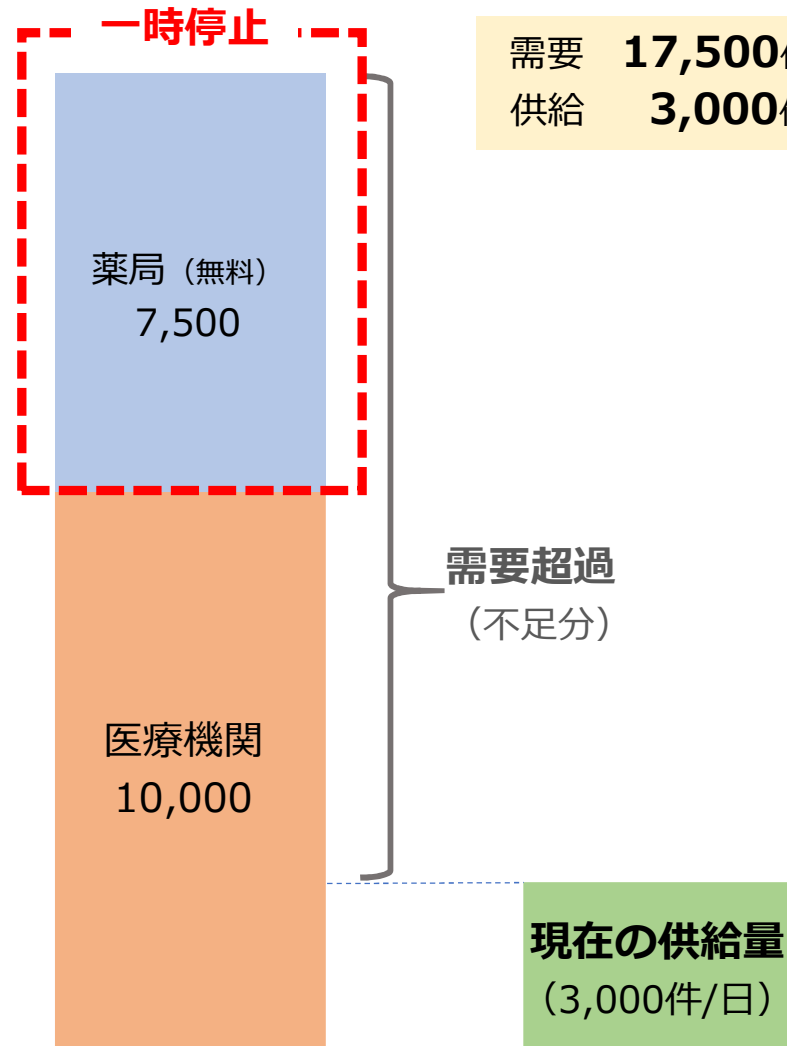 一時停止
需要 17,500
供給 3,000
薬局（無料）
7,500
需要超過
（不足分）
医療機関
10,000
現在の供給量
（3,000件/日）